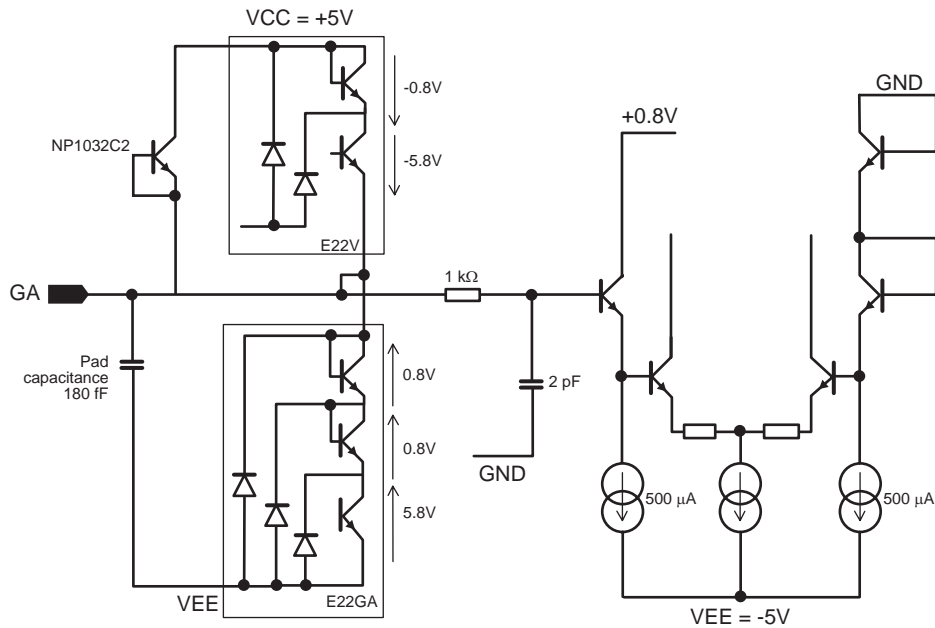 VCC = +5V
-0.8V
GND
+0.8V
NP1032C2
-5.8V
E22V
1 kΩ
GA
Pad
capacitance
180 fF
0.8V
2 pF
0.8V
GND
5.8V
500 µA
500 µA
VEE
E22GA
VEE = -5V